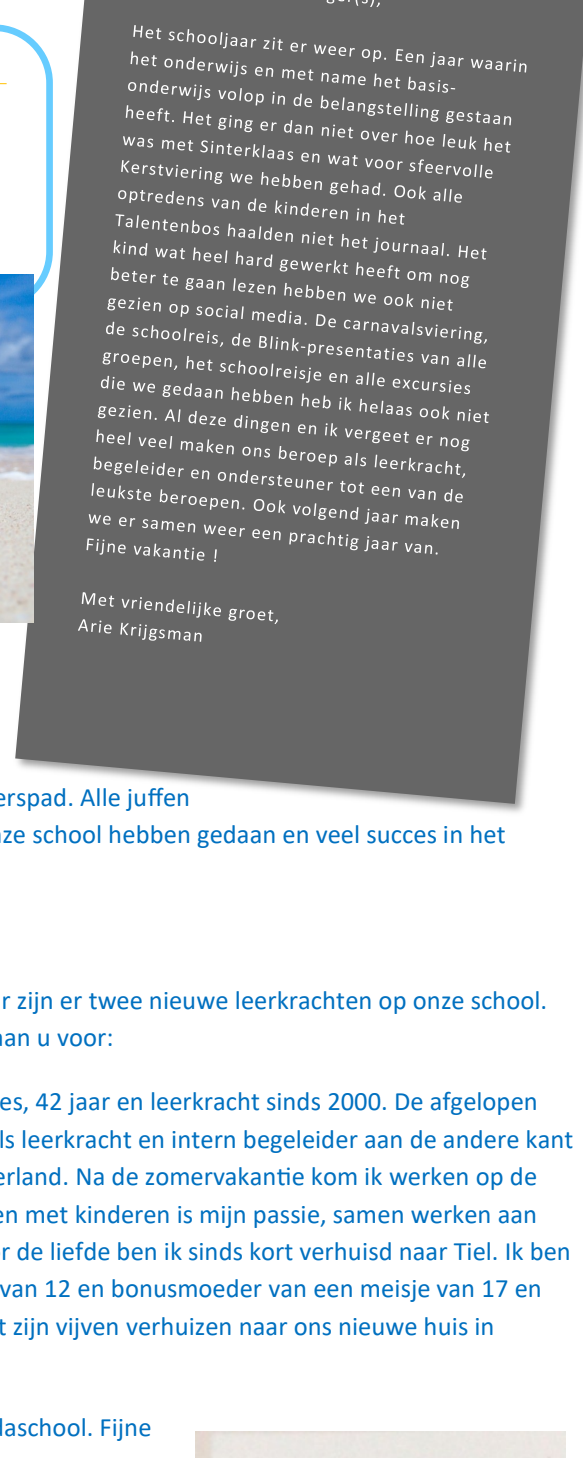 Het schooljaar zit er weer op. Een jaar waarin
het onderwijs en met name het basis-
onderwijs volop in de belangstelling gestaan
heeft. Het ging er dan niet over hoe leuk het
was met Sinterklaas en wat voor sfeervolle
Kerstviering we hebben gehad. Ook alle
optredens van de kinderen in het
Talentenbos haalden niet het journaal. Het
kind wat heel hard gewerkt heeft om nog
beter te gaan lezen hebben we ook niet
gezien op social media. De carnavalsviering,
de schoolreis, de Blink-presentaties van alle
groepen, het schoolreisje en alle excursies
die we gedaan hebben heb ik helaas ook niet
gezien. Al deze dingen en ik vergeet er nog
heel veel maken ons beroep als leerkracht,
begeleider en ondersteuner tot een van de
leukste beroepen. Ook volgend jaar maken
we er samen weer een prachtig jaar van.
Fijne vakantie !
Met vriendelijke groet,
Arie Krijgsman
erspad. Alle juffen
ze school hebben gedaan en veel succes in het
r zijn er twee nieuwe leerkrachten op onze school.
aan u voor:
es, 42 jaar en leerkracht sinds 2000. De afgelopen
ls leerkracht en intern begeleider aan de andere kant
erland. Na de zomervakantie kom ik werken op de
en met kinderen is mijn passie, samen werken aan
r de liefde ben ik sinds kort verhuisd naar Tiel. Ik ben
van 12 en bonusmoeder van een meisje van 17 en
t zijn vijven verhuizen naar ons nieuwe huis in
daschool. Fijne